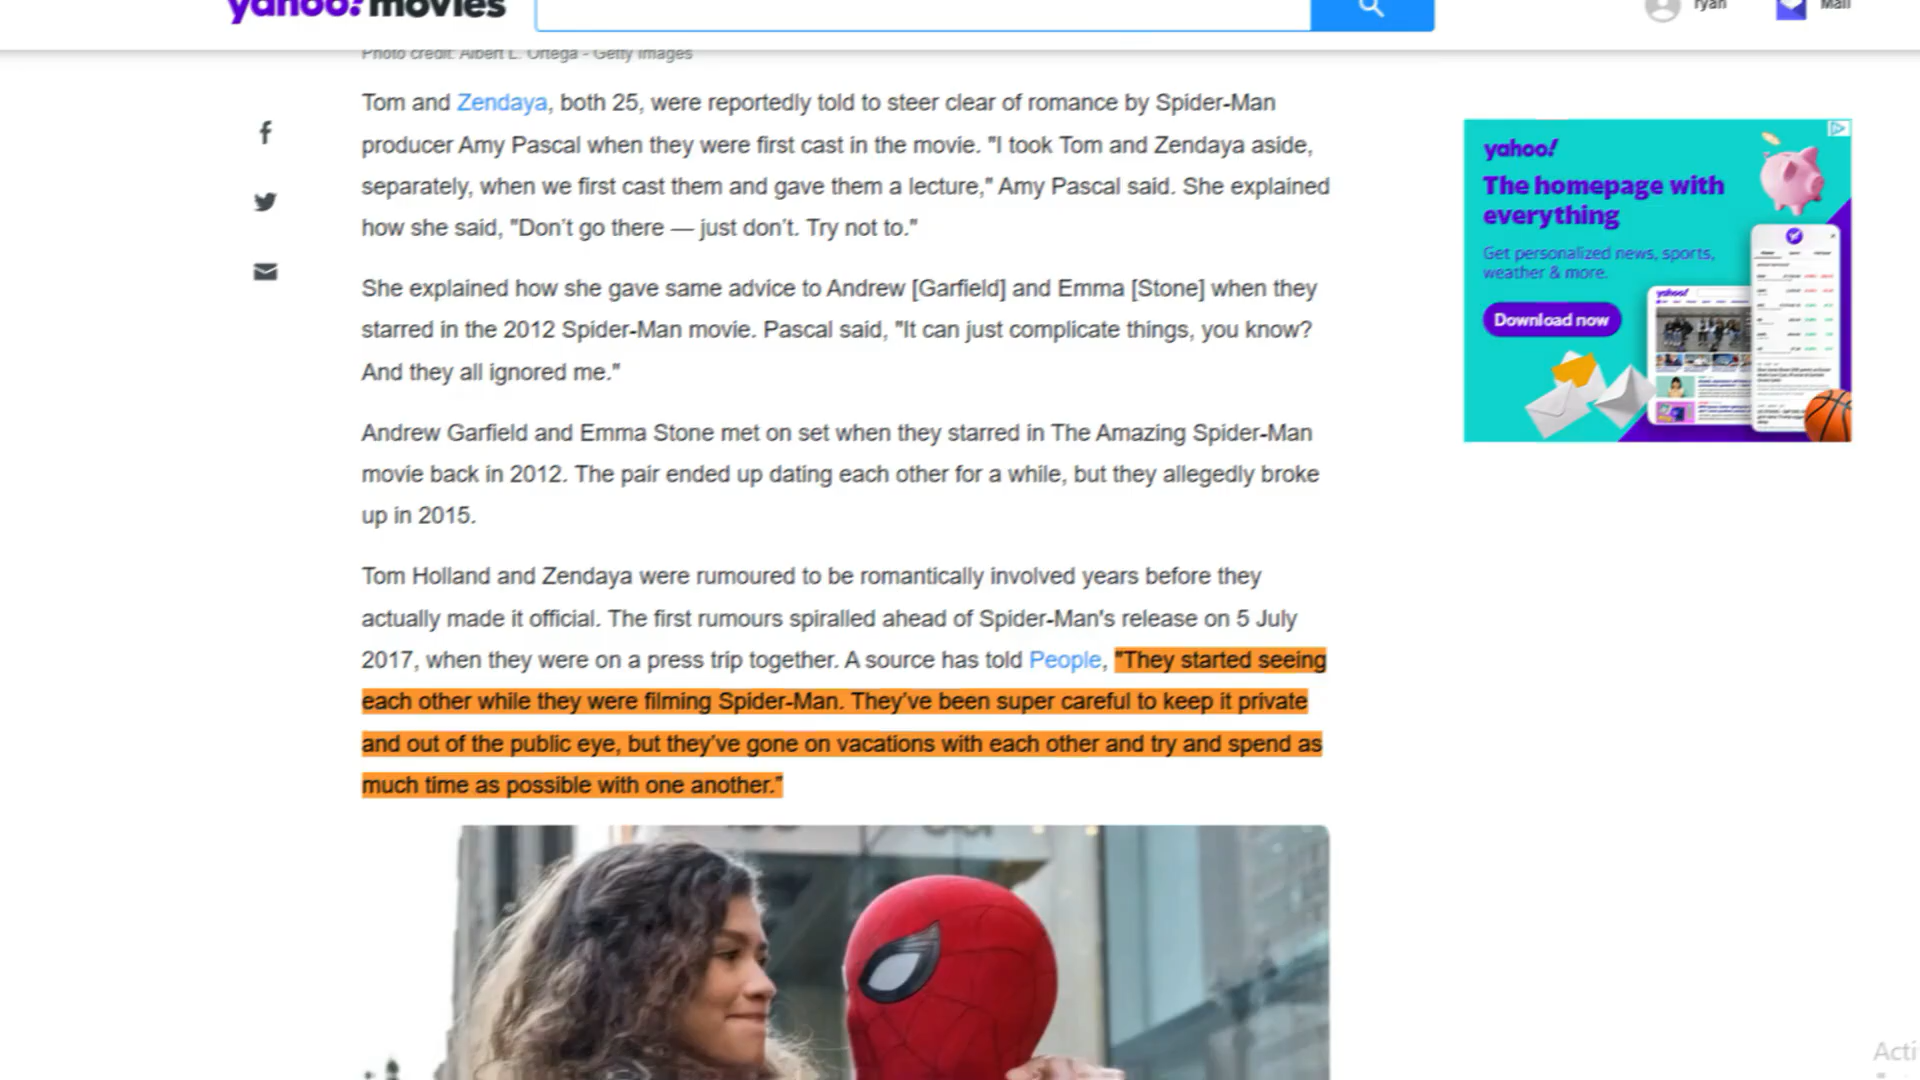 yahoo!movies
ryan
Mail
Photo credit: Albert L. Ortega - Getty Images
Tom and Zendaya, both 25, were reportedly told to steer clear of romance by Spider-Man
producer Amy Pascal when they were first cast in the movie. "I took Tom and Zendaya aside,
separately, when we first cast them and gave them a lecture," Amy Pascal said. She explained
how she said, "Don't go there — just don't. Try not to."
She explained how she gave same advice to Andrew [Garfield] and Emma [Stone] when they
starred in the 2012 Spider-Man movie. Pascal said, "It can just complicate things, you know?
And they all ignored me."
Andrew Garfield and Emma Stone met on set when they starred in The Amazing Spider-Man
movie back in 2012. The pair ended up dating each other for a while, but they allegedly broke
up in 2015.
Tom Holland and Zendaya were rumoured to be romantically involved years before they
actually made it official. The first rumours spiralled ahead of Spider-Man's release on 5 July
2017, when they were on a press trip together. A source has told People, "They started seeing
each other while they were filming Spider-Man. They've been super careful to keep it private
and out of the public eye, but they've gone on vacations with each other and try and spend as
much time as possible with one another."
yahoo!
The homepage with
everything
Get personalized news, sports,
weather & more.
Download now
yahoo!
Acti